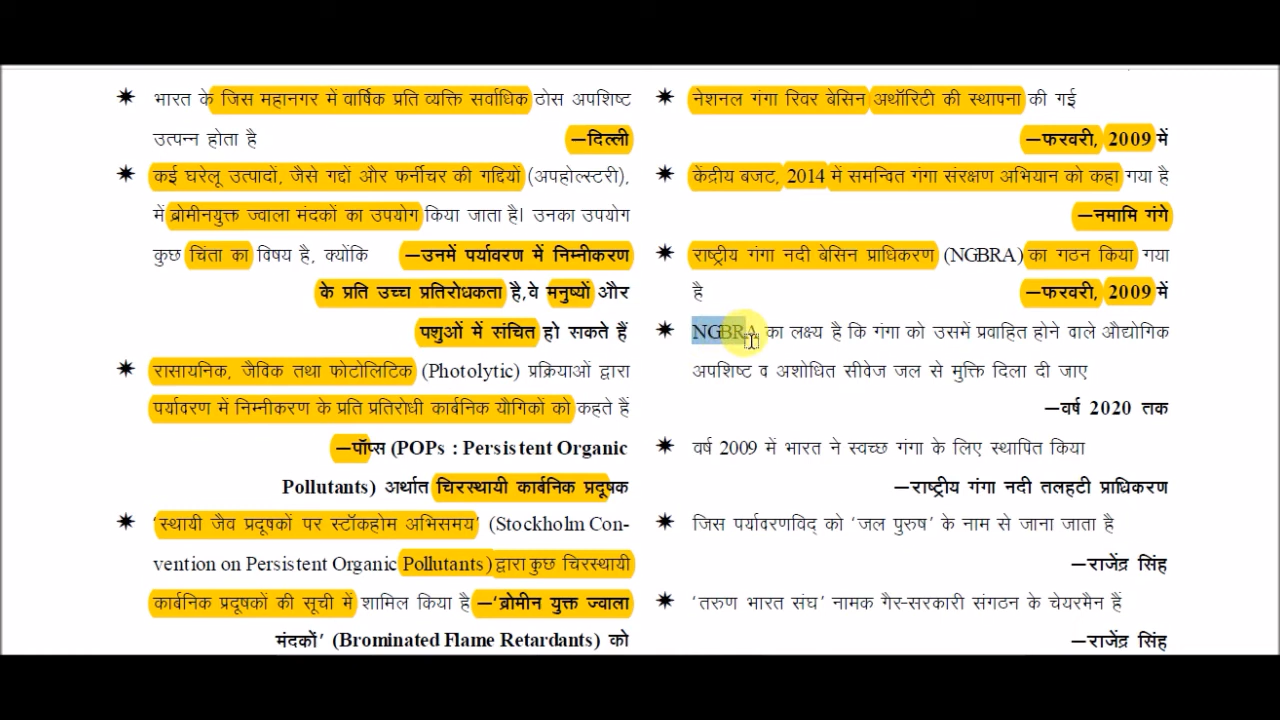 ✷ भारत के जिस महानगर में वार्षिक प्रति व्यक्ति सर्वाधिक ठोस अपशिष्ट
उत्पन्न होता है —दिल्ली
✷ कई घरेलू उत्पादों, जैसे गद्दों और फर्नीचर की गद्दियों (अपहोल्स्टरी),
में ब्रोमीनयुक्त ज्वाला मंदकों का उपयोग किया जाता है। उनका उपयोग
कुछ चिंता का विषय है, क्योंकि —उनमें पर्यावरण में निम्नीकरण
के प्रति उच्च प्रतिरोधकता है,वे मनुष्यों और
पशुओं में संचित हो सकते हैं
✷ रासायनिक, जैविक तथा फोटोलिटिक (Photolytic) प्रक्रियाओं द्वारा
पर्यावरण में निम्नीकरण के प्रति प्रतिरोधी कार्बनिक यौगिकों को कहते हैं
—पॉप्स (POPs : Persistent Organic
Pollutants) अर्थात चिरस्थायी कार्बनिक प्रदूषक
✷ 'स्थायी जैव प्रदूषकों पर स्टॉकहोम अभिसमय' (Stockholm Con-
vention on Persistent Organic Pollutants) द्वारा कुछ चिरस्थायी
कार्बनिक प्रदूषकों की सूची में शामिल किया है —'ब्रोमीन युक्त ज्वाला
मंदकों' (Brominated Flame Retardants) को
✷ नेशनल गंगा रिवर बेसिन अथॉरिटी की स्थापना की गई
—फरवरी, 2009 में
✷ केंद्रीय बजट, 2014 में समन्वित गंगा संरक्षण अभियान को कहा गया है
—नमामि गंगे
✷ राष्ट्रीय गंगा नदी बेसिन प्राधिकरण (NGBRA) का गठन किया गया
है —फरवरी, 2009 में
✷ NGBRA का लक्ष्य है कि गंगा को उसमें प्रवाहित होने वाले औद्योगिक
अपशिष्ट व अशोधित सीवेज जल से मुक्ति दिला दी जाए
—वर्ष 2020 तक
✷ वर्ष 2009 में भारत ने स्वच्छ गंगा के लिए स्थापित किया
—राष्ट्रीय गंगा नदी तलहटी प्राधिकरण
✷ जिस पर्यावरणविद् को 'जल पुरुष' के नाम से जाना जाता है
—राजेंद्र सिंह
✷ 'तरुण भारत संघ' नामक गैर-सरकारी संगठन के चेयरमैन हैं
—राजेंद्र सिंह